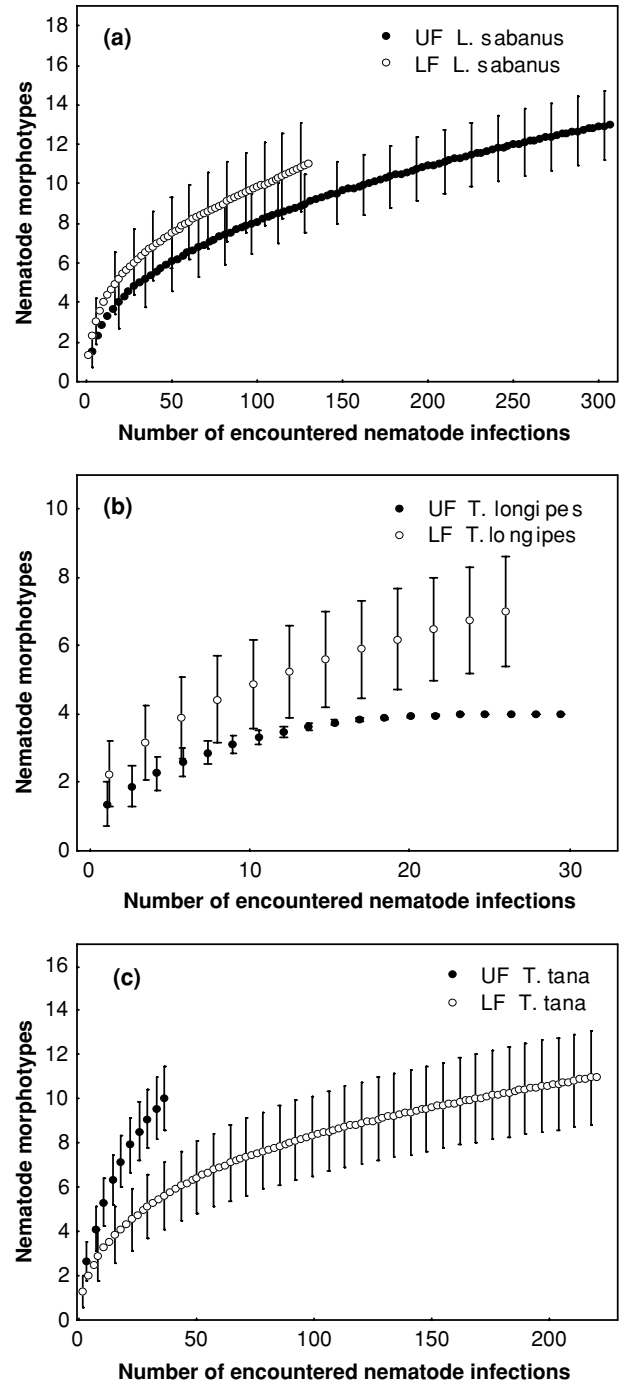 18
16
14
12
10
8
6
4
2
0
Nematode morphotypes
(a)
UF L. sabanus
LF L. sabanus
0 50 100 150 200 250 300
Number of encountered nematode infections
10
8
6
4
2
0
Nematode morphotypes
(b)
UF T. longipes
LF T. longipes
0 10 20 30
Number of encountered nematode infections
16
14
12
10
8
6
4
2
0
Nematode morphotypes
(c)
UF T. tana
LF T. tana
0 50 100 150 200
Number of encountered nematode infections